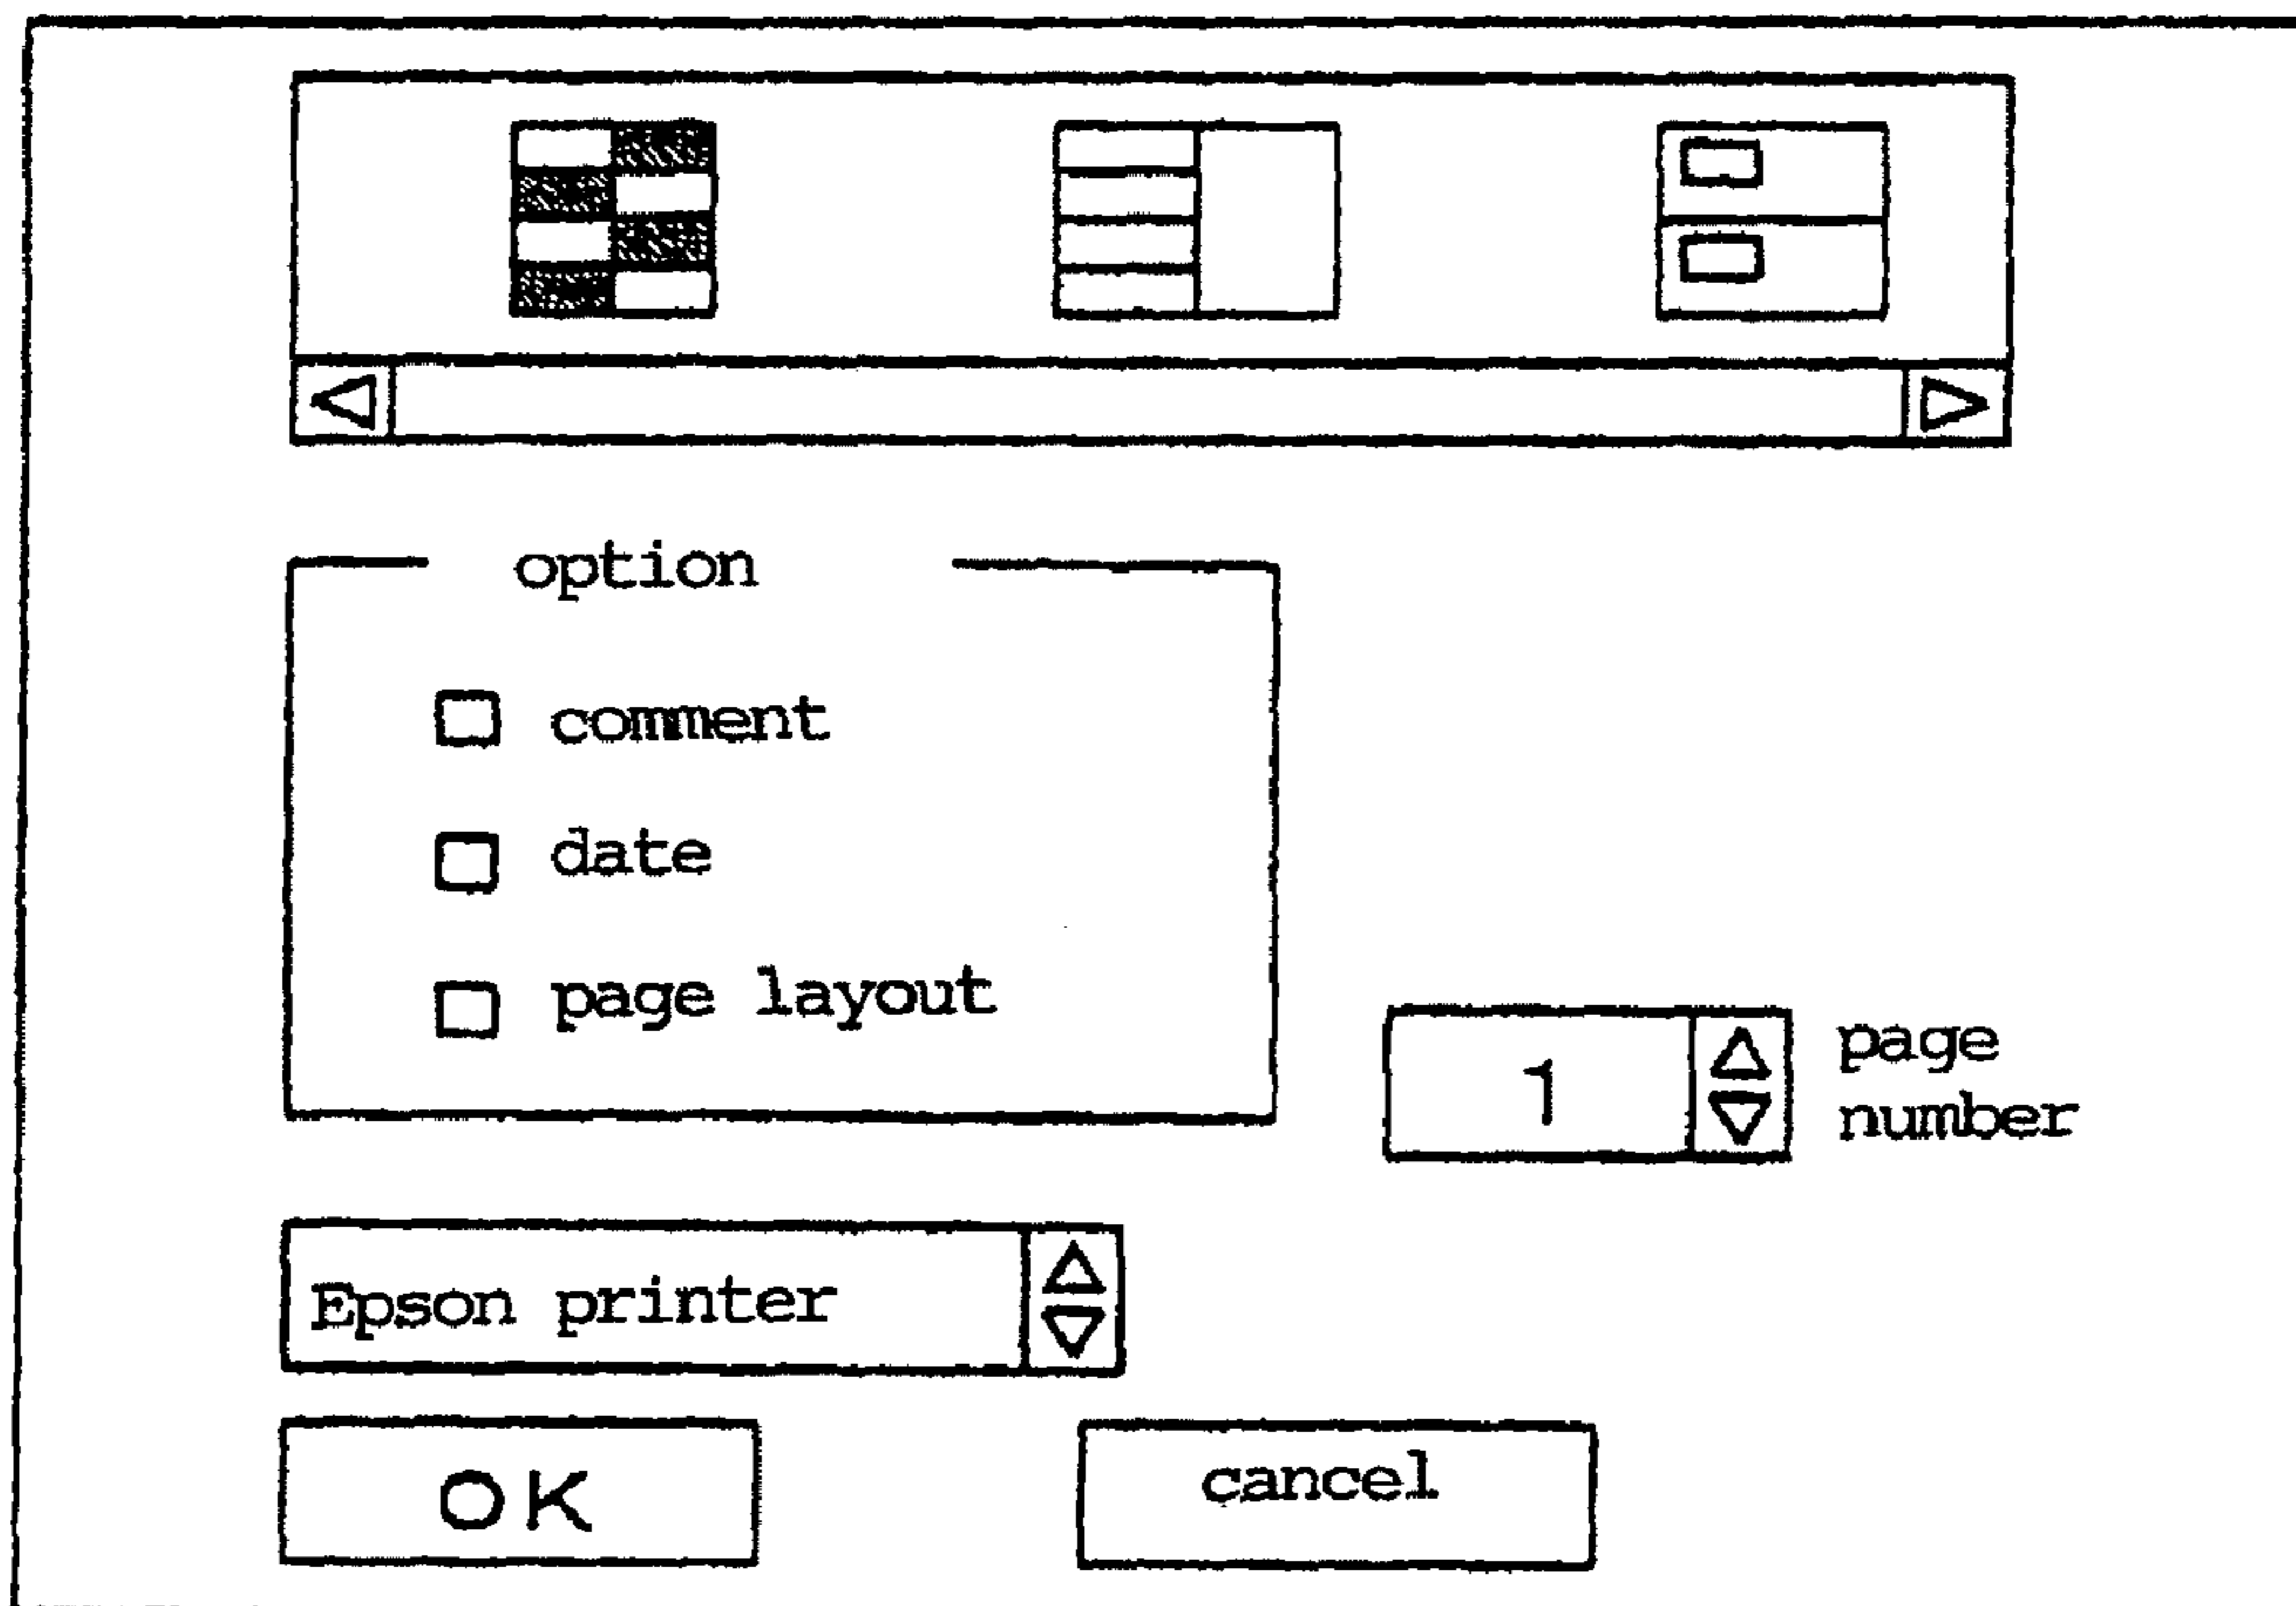 option
comment
date
page layout
1
page
number
Epson printer
OK
cancel